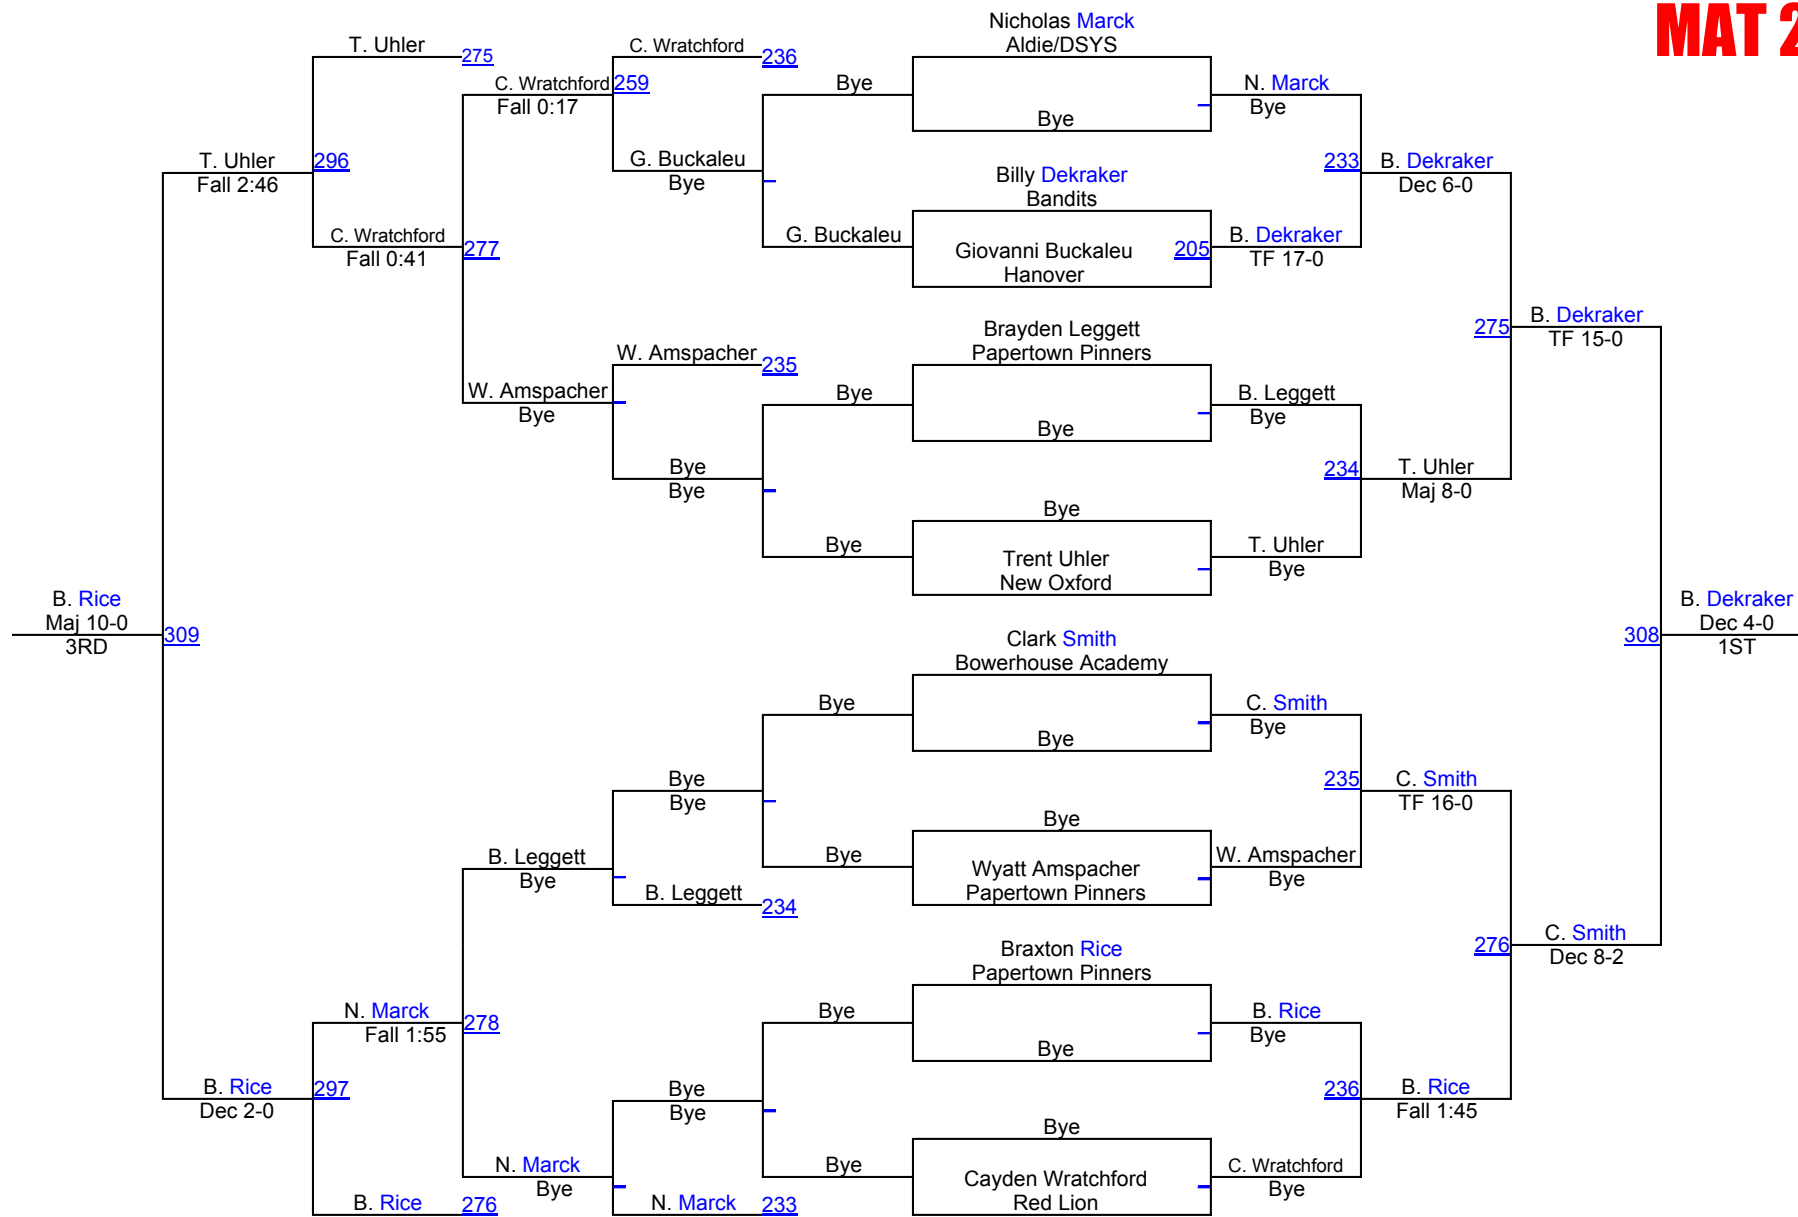 MAT 2
Nicholas Marck
Aldie/DSYS
T. Uhler
275
C. Wratchford
236
C. Wratchford
259
Fall 0:17
Bye
Bye
N. Marck
Bye
T. Uhler
296
Fall 2:46
G. Buckaleu
Bye
Billy Dekraker
Bandits
233
B. Dekraker
Dec 6-0
C. Wratchford
277
Fall 0:41
G. Buckaleu
Giovanni Buckaleu
Hanover
205
B. Dekraker
TF 17-0
Brayden Leggett
Papertown Pinners
275
B. Dekraker
TF 15-0
W. Amspacher
235
W. Amspacher
Bye
Bye
Bye
B. Leggett
Bye
Bye
Bye
234
T. Uhler
Maj 8-0
Bye
Bye
Trent Uhler
New Oxford
T. Uhler
Bye
B. Rice
Maj 10-0
3RD
309
Clark Smith
Bowerhouse Academy
308
B. Dekraker
Dec 4-0
1ST
Bye
Bye
C. Smith
Bye
Bye
Bye
235
C. Smith
TF 16-0
Bye
B. Leggett
Bye
Bye
Wyatt Amspacher
Papertown Pinners
W. Amspacher
Bye
B. Leggett
234
Braxton Rice
Papertown Pinners
276
C. Smith
Dec 8-2
N. Marck
278
Fall 1:55
Bye
Bye
B. Rice
Bye
B. Rice
297
Dec 2-0
Bye
Bye
236
B. Rice
Fall 1:45
Bye
N. Marck
Bye
Bye
Cayden Wratchford
Red Lion
C. Wratchford
Bye
B. Rice
276
N. Marck
233